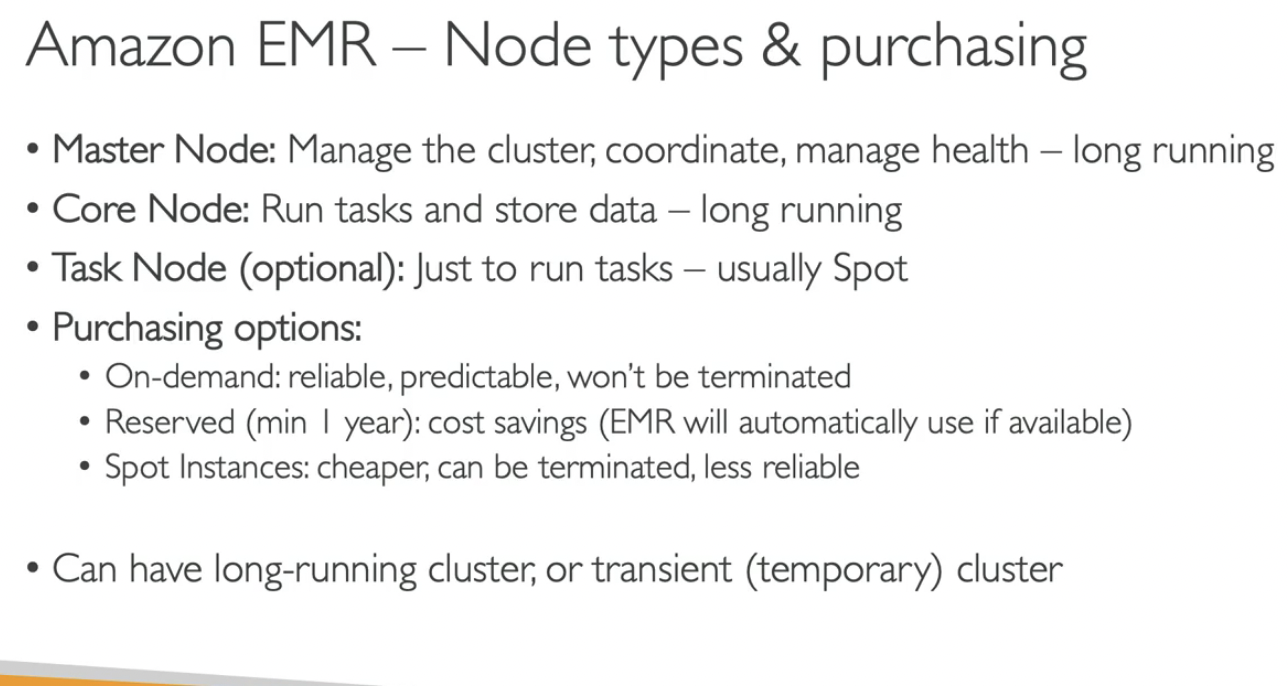 Amazon EMR – Node types & purchasing
• Master Node: Manage the cluster, coordinate, manage health – long running
• Core Node: Run tasks and store data – long running
• Task Node (optional): Just to run tasks – usually Spot
• Purchasing options:
• On-demand: reliable, predictable, won't be terminated
• Reserved (min 1 year): cost savings (EMR will automatically use if available)
• Spot Instances: cheaper, can be terminated, less reliable
• Can have long-running cluster, or transient (temporary) cluster